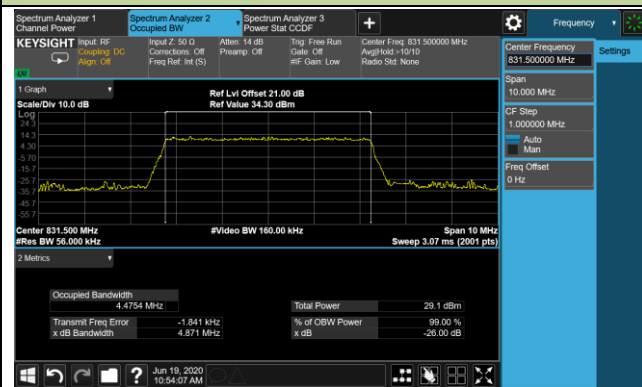 Spectrum Analyzer 1
Channel Power
Spectrum Analyzer 2
Occupied BW
Spectrum Analyzer 3
Power Stat CCDF
+
Frequency
KEYSIGHT
Input: RF
Coupling: DC
Align: Off
Input Z: 50 Ω
Corrections: Off
Freq Ref: Int (S)
Atten: 14 dB
Preamp: Off
Trig: Free Run
Gate: Off
#IF Gain: Low
Center Freq: 831.500000 MHz
Avg|Hold:>10/10
Radio Std: None
Center Frequency
831.500000 MHz
Settings
Span
10.000 MHz
CF Step
1.000000 MHz
Auto
Man
Freq Offset
0 Hz
1 Graph
Scale/Div 10.0 dB
Ref Lvl Offset 21.00 dB
Ref Value 34.30 dBm
Log
24.3
14.3
4.30
-5.70
-15.7
-25.7
-35.7
-45.7
-55.7
Center 831.500 MHz
#Video BW 160.00 kHz
Span 10 MHz
#Res BW 56.000 kHz
Sweep 3.07 ms (2001 pts)
2 Metrics
Occupied Bandwidth
4.4754 MHz
Total Power 29.1 dBm
Transmit Freq Error -1.841 kHz
% of OBW Power 99.00 %
x dB Bandwidth 4.871 MHz
x dB -26.00 dB
?
Jun 19, 2020
10:54:07 AM